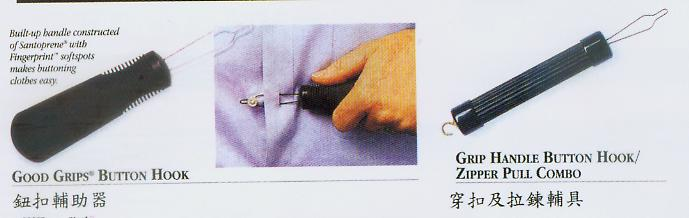 Built-up handle constructed
of Santoprene® with
Fingerprint™ softspots
makes buttoning
clothes easy.
GOOD GRIPS® BUTTON HOOK
鈕扣輔助器
GRIP HANDLE BUTTON HOOK/
ZIPPER PULL COMBO
穿扣及拉鍊輔具